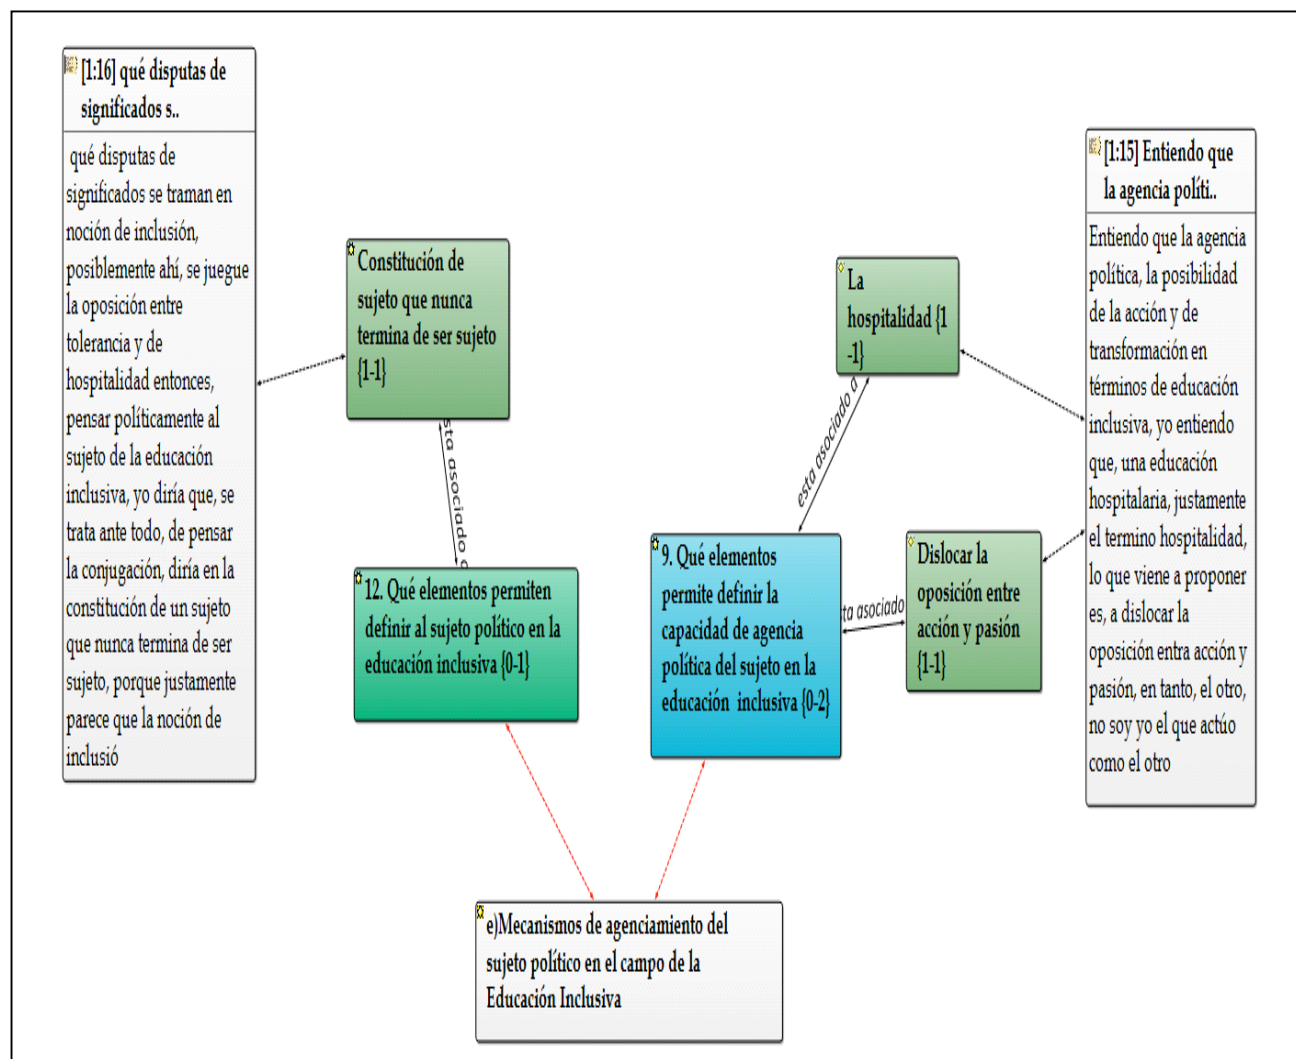 [1:16] qué disputas de
significados s..
qué disputas de
significados se traman en
noción de inclusión,
posiblemente ahí, se juegue
la oposición entre
tolerancia y de
hospitalidad entonces,
pensar políticamente al
sujeto de la educación
inclusiva, yo diría que, se
trata ante todo, de pensar
la conjugación, diría en la
constitución de un sujeto
que nunca termina de ser
sujeto, porque justamente
parece que la noción de
inclusió
Constitución de
sujeto que nunca
termina de ser sujeto
{1-1}
sta asociado a
12. Qué elementos permiten
definir al sujeto político en la
educación inclusiva {0-1}
La
hospitalidad {1
-1}
esta asociado a
9. Qué elementos
permite definir la
capacidad de agencia
política del sujeto en la
educación inclusiva {0-2}
ta asociado
Dislocar la
oposición entre
acción y pasión
{1-1}
[1:15] Entiendo que
la agencia políti..
Entiendo que la agencia
política, la posibilidad
de la acción y de
transformación en
términos de educación
inclusiva, yo entiendo
que, una educación
hospitalaria, justamente
el termino hospitalidad,
lo que viene a proponer
es, a dislocar la
oposición entra acción y
pasión, en tanto, el otro,
no soy yo el que actúo
como el otro
e)Mecanismos de agenciamiento del
sujeto político en el campo de la
Educación Inclusiva